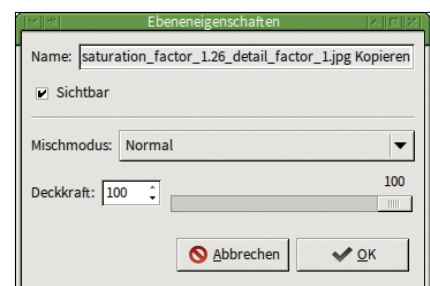 Ebeneneigenschaften
Name: saturation_factor_1.26_detail_factor_1.jpg Kopieren
Sichtbar
Mischmodus: Normal
100
Deckkraft: 100
Abbrechen OK